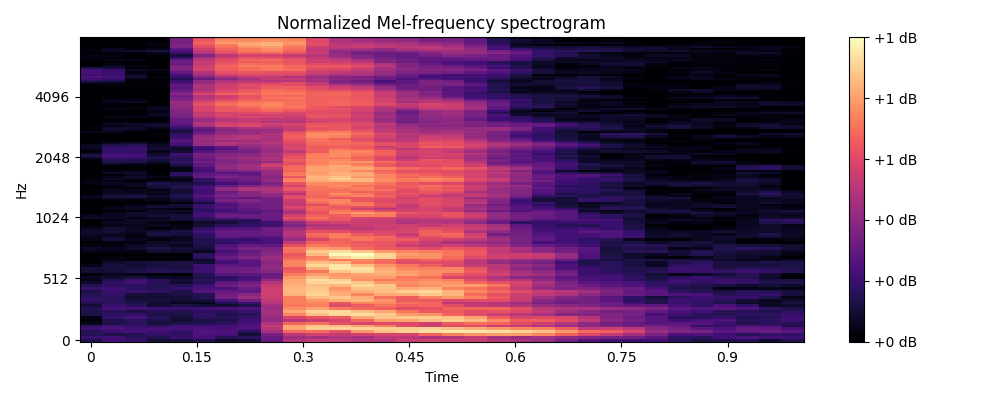 Normalized Mel-frequency spectrogram
+1 dB
4096
+1 dB
2048
+1 dB
Hz
1024
+0 dB
512
+0 dB
0
+0 dB
0 0.15 0.3 0.45 0.6 0.75 0.9
Time